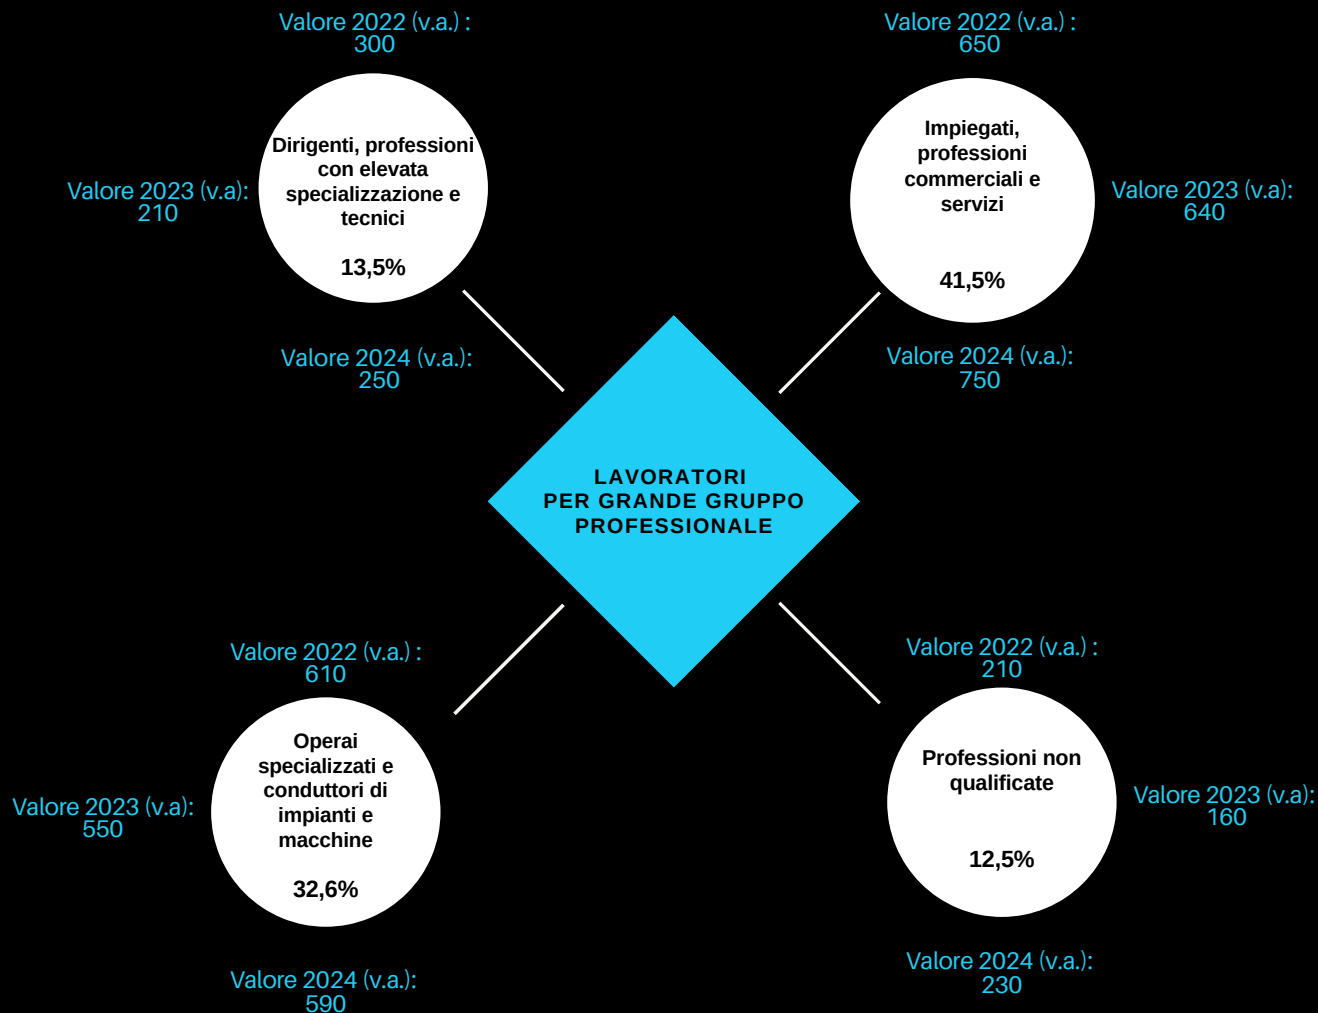 Valore 2022 (v.a.) :
300
Dirigenti, professioni
con elevata
specializzazione e
tecnici
13,5%
Valore 2023 (v.a):
210
Valore 2024 (v.a.):
250
Valore 2022 (v.a.) :
650
Impiegati,
professioni
commerciali e
servizi
41,5%
Valore 2023 (v.a):
640
Valore 2024 (v.a.):
750
LAVORATORI
PER GRANDE GRUPPO
PROFESSIONALE
Valore 2022 (v.a.) :
610
Operai
specializzati e
conduttori di
impianti e
macchine
32,6%
Valore 2023 (v.a):
550
Valore 2024 (v.a.):
590
Valore 2022 (v.a.) :
210
Professioni non
qualificate
12,5%
Valore 2023 (v.a):
160
Valore 2024 (v.a.):
230